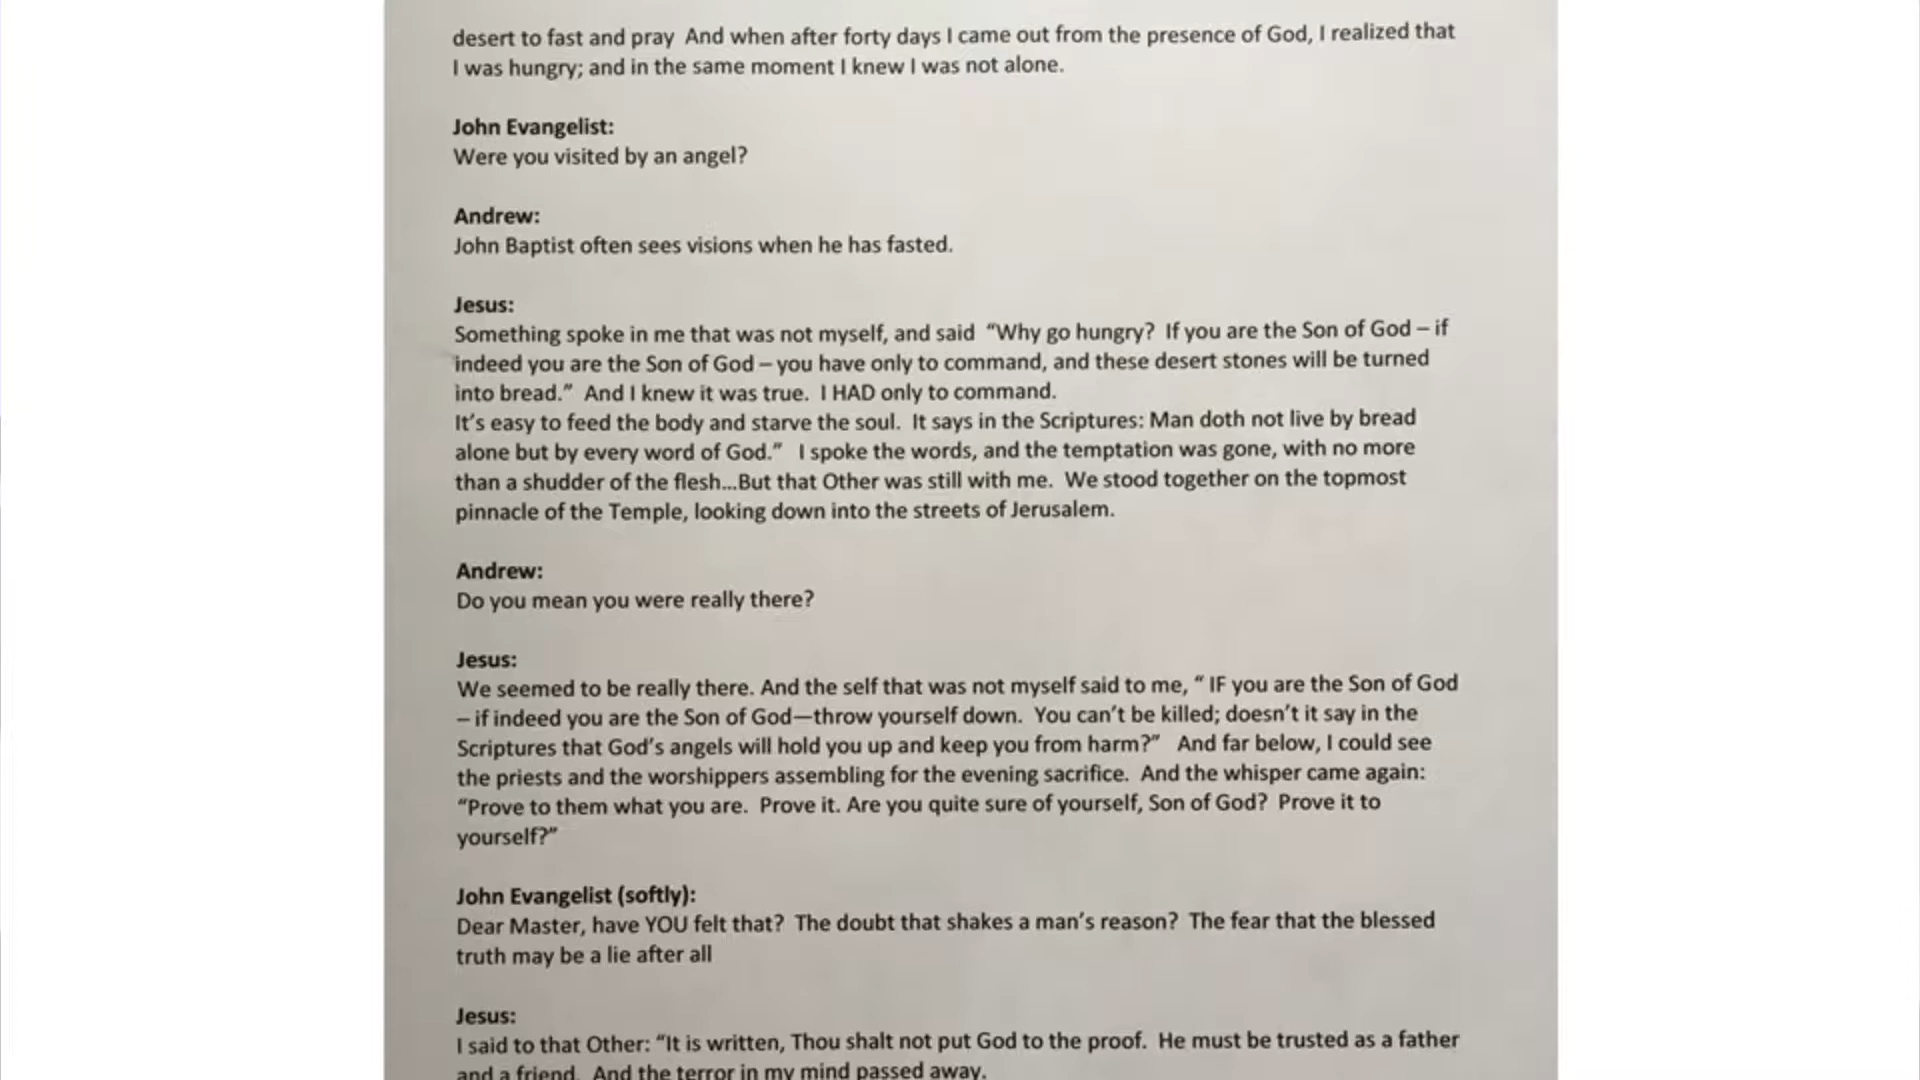 desert to fast and pray  And when after forty days I came out from the presence of God, I realized that
I was hungry; and in the same moment I knew I was not alone.
John Evangelist:
Were you visited by an angel?
Andrew:
John Baptist often sees visions when he has fasted.
Jesus:
Something spoke in me that was not myself, and said  “Why go hungry?  If you are the Son of God – if
indeed you are the Son of God – you have only to command, and these desert stones will be turned
into bread.”  And I knew it was true.  I HAD only to command.
It’s easy to feed the body and starve the soul.  It says in the Scriptures: Man doth not live by bread
alone but by every word of God.”   I spoke the words, and the temptation was gone, with no more
than a shudder of the flesh…But that Other was still with me.  We stood together on the topmost
pinnacle of the Temple, looking down into the streets of Jerusalem.
Andrew:
Do you mean you were really there?
Jesus:
We seemed to be really there. And the self that was not myself said to me, “ IF you are the Son of God
– if indeed you are the Son of God—throw yourself down.  You can’t be killed; doesn’t it say in the
Scriptures that God’s angels will hold you up and keep you from harm?”   And far below, I could see
the priests and the worshippers assembling for the evening sacrifice.  And the whisper came again:
“Prove to them what you are.  Prove it. Are you quite sure of yourself, Son of God?  Prove it to
yourself?”
John Evangelist (softly):
Dear Master, have YOU felt that?  The doubt that shakes a man’s reason?  The fear that the blessed
truth may be a lie after all
Jesus:
I said to that Other: “It is written, Thou shalt not put God to the proof.  He must be trusted as a father
and a friend.  And the terror in my mind passed away.